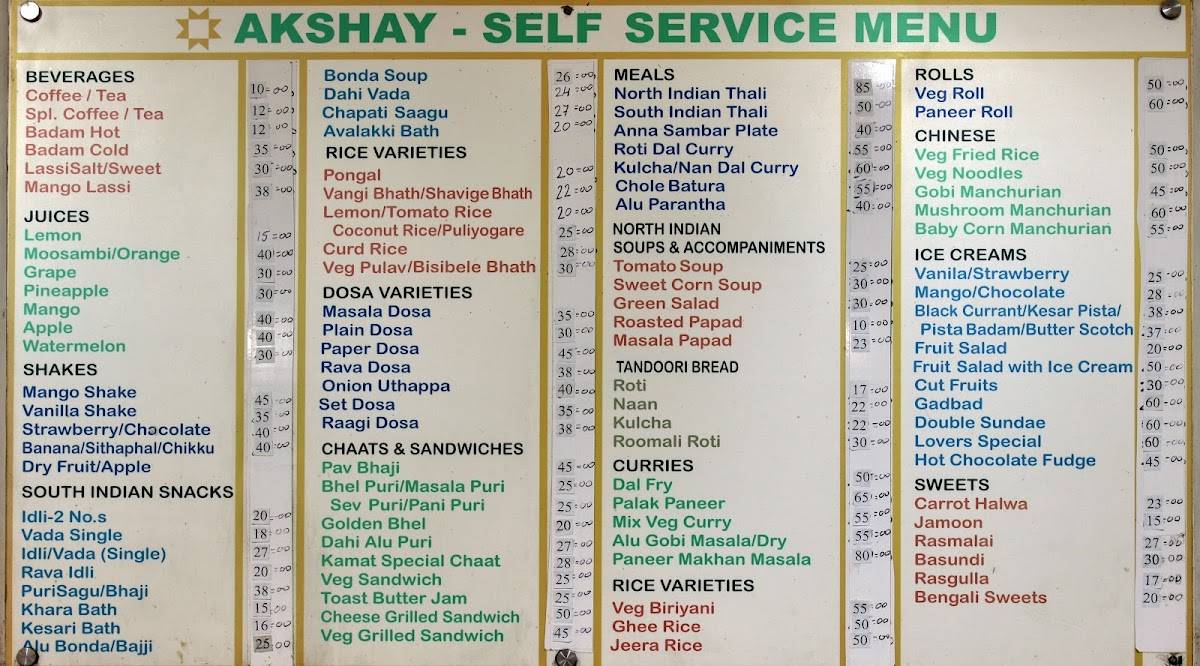 AKSHAY - SELF SERVICE MENU
BEVERAGES
Coffee / Tea 10=00
Spl. Coffee / Tea 12=00
Badam Hot 12=00
Badam Cold 35=00
LassiSalt/Sweet 30=00
Mango Lassi 38=00
JUICES
Lemon 15=00
Moosambi/Orange 40=00
Grape 30=00
Pineapple 30=00
Mango 40=00
Apple 40=00
Watermelon 30=00
SHAKES
Mango Shake 45=00
Vanilla Shake 35=00
Strawberry/Chocolate 40=00
Banana/Sithaphal/Chikku 40=00
Dry Fruit/Apple
SOUTH INDIAN SNACKS
Idli-2 No.s 20=00
Vada Single 18=00
Idli/Vada (Single) 27=00
Rava Idli 20=00
PuriSagu/Bhaji 38=00
Khara Bath 15=00
Kesari Bath 16=00
Alu Bonda/Bajji 25=00
Bonda Soup 26=00
Dahi Vada 24=00
Chapati Saagu 27=00
Avalakki Bath 20=00
RICE VARIETIES
Pongal 20=00
Vangi Bhath/Shavige Bhath 22=00
Lemon/Tomato Rice 20=00
Coconut Rice/Puliyogare 25=00
Curd Rice 28=00
Veg Pulav/Bisibele Bhath 30=00
DOSA VARIETIES
Masala Dosa 35=00
Plain Dosa 30=00
Paper Dosa 45=00
Rava Dosa 38=00
Onion Uthappa 40=00
Set Dosa 35=00
Raagi Dosa 38=00
CHAATS & SANDWICHES
Pav Bhaji 45=00
Bhel Puri/Masala Puri 25=00
Sev Puri/Pani Puri 25=00
Golden Bhel 20=00
Dahi Alu Puri 27=00
Kamat Special Chaat 28=00
Veg Sandwich 25=00
Toast Butter Jam 25=00
Cheese Grilled Sandwich 50=00
Veg Grilled Sandwich 45=00
MEALS
North Indian Thali 85=00
South Indian Thali 50=00
Anna Sambar Plate 40=00
Roti Dal Curry 55=00
Kulcha/Nan Dal Curry 60=00
Chole Batura 55=00
Alu Parantha 40=00
NORTH INDIAN
SOUPS & ACCOMPANIMENTS
Tomato Soup 25=00
Sweet Corn Soup 30=00
Green Salad 30=00
Roasted Papad 10=00
Masala Papad 23=00
TANDOORI BREAD
Roti 17=00
Naan 22=00
Kulcha 22=00
Roomali Roti 30=00
CURRIES
Dal Fry 50=00
Palak Paneer 65=00
Mix Veg Curry 55=00
Alu Gobi Masala/Dry 55=00
Paneer Makhan Masala 80=00
RICE VARIETIES
Veg Biriyani 55=00
Ghee Rice 50=00
Jeera Rice 50=00
ROLLS
Veg Roll 50=00
Paneer Roll 60=00
CHINESE
Veg Fried Rice 50=00
Veg Noodles 50=00
Gobi Manchurian 45=00
Mushroom Manchurian 60=00
Baby Corn Manchurian 55=00
ICE CREAMS
Vanila/Strawberry 25=00
Mango/Chocolate 28=00
Black Currant/Kesar Pista/ 38=00
Pista Badam/Butter Scotch 37=00
Fruit Salad 20=00
Fruit Salad with Ice Cream 50=00
Cut Fruits 30=00
Gadbad 60=00
Double Sundae 60=00
Lovers Special 60=00
Hot Chocolate Fudge 45=00
SWEETS
Carrot Halwa 23=00
Jamoon 15=00
Rasmalai 27=00
Basundi 30=00
Rasgulla 17=00
Bengali Sweets 20=00